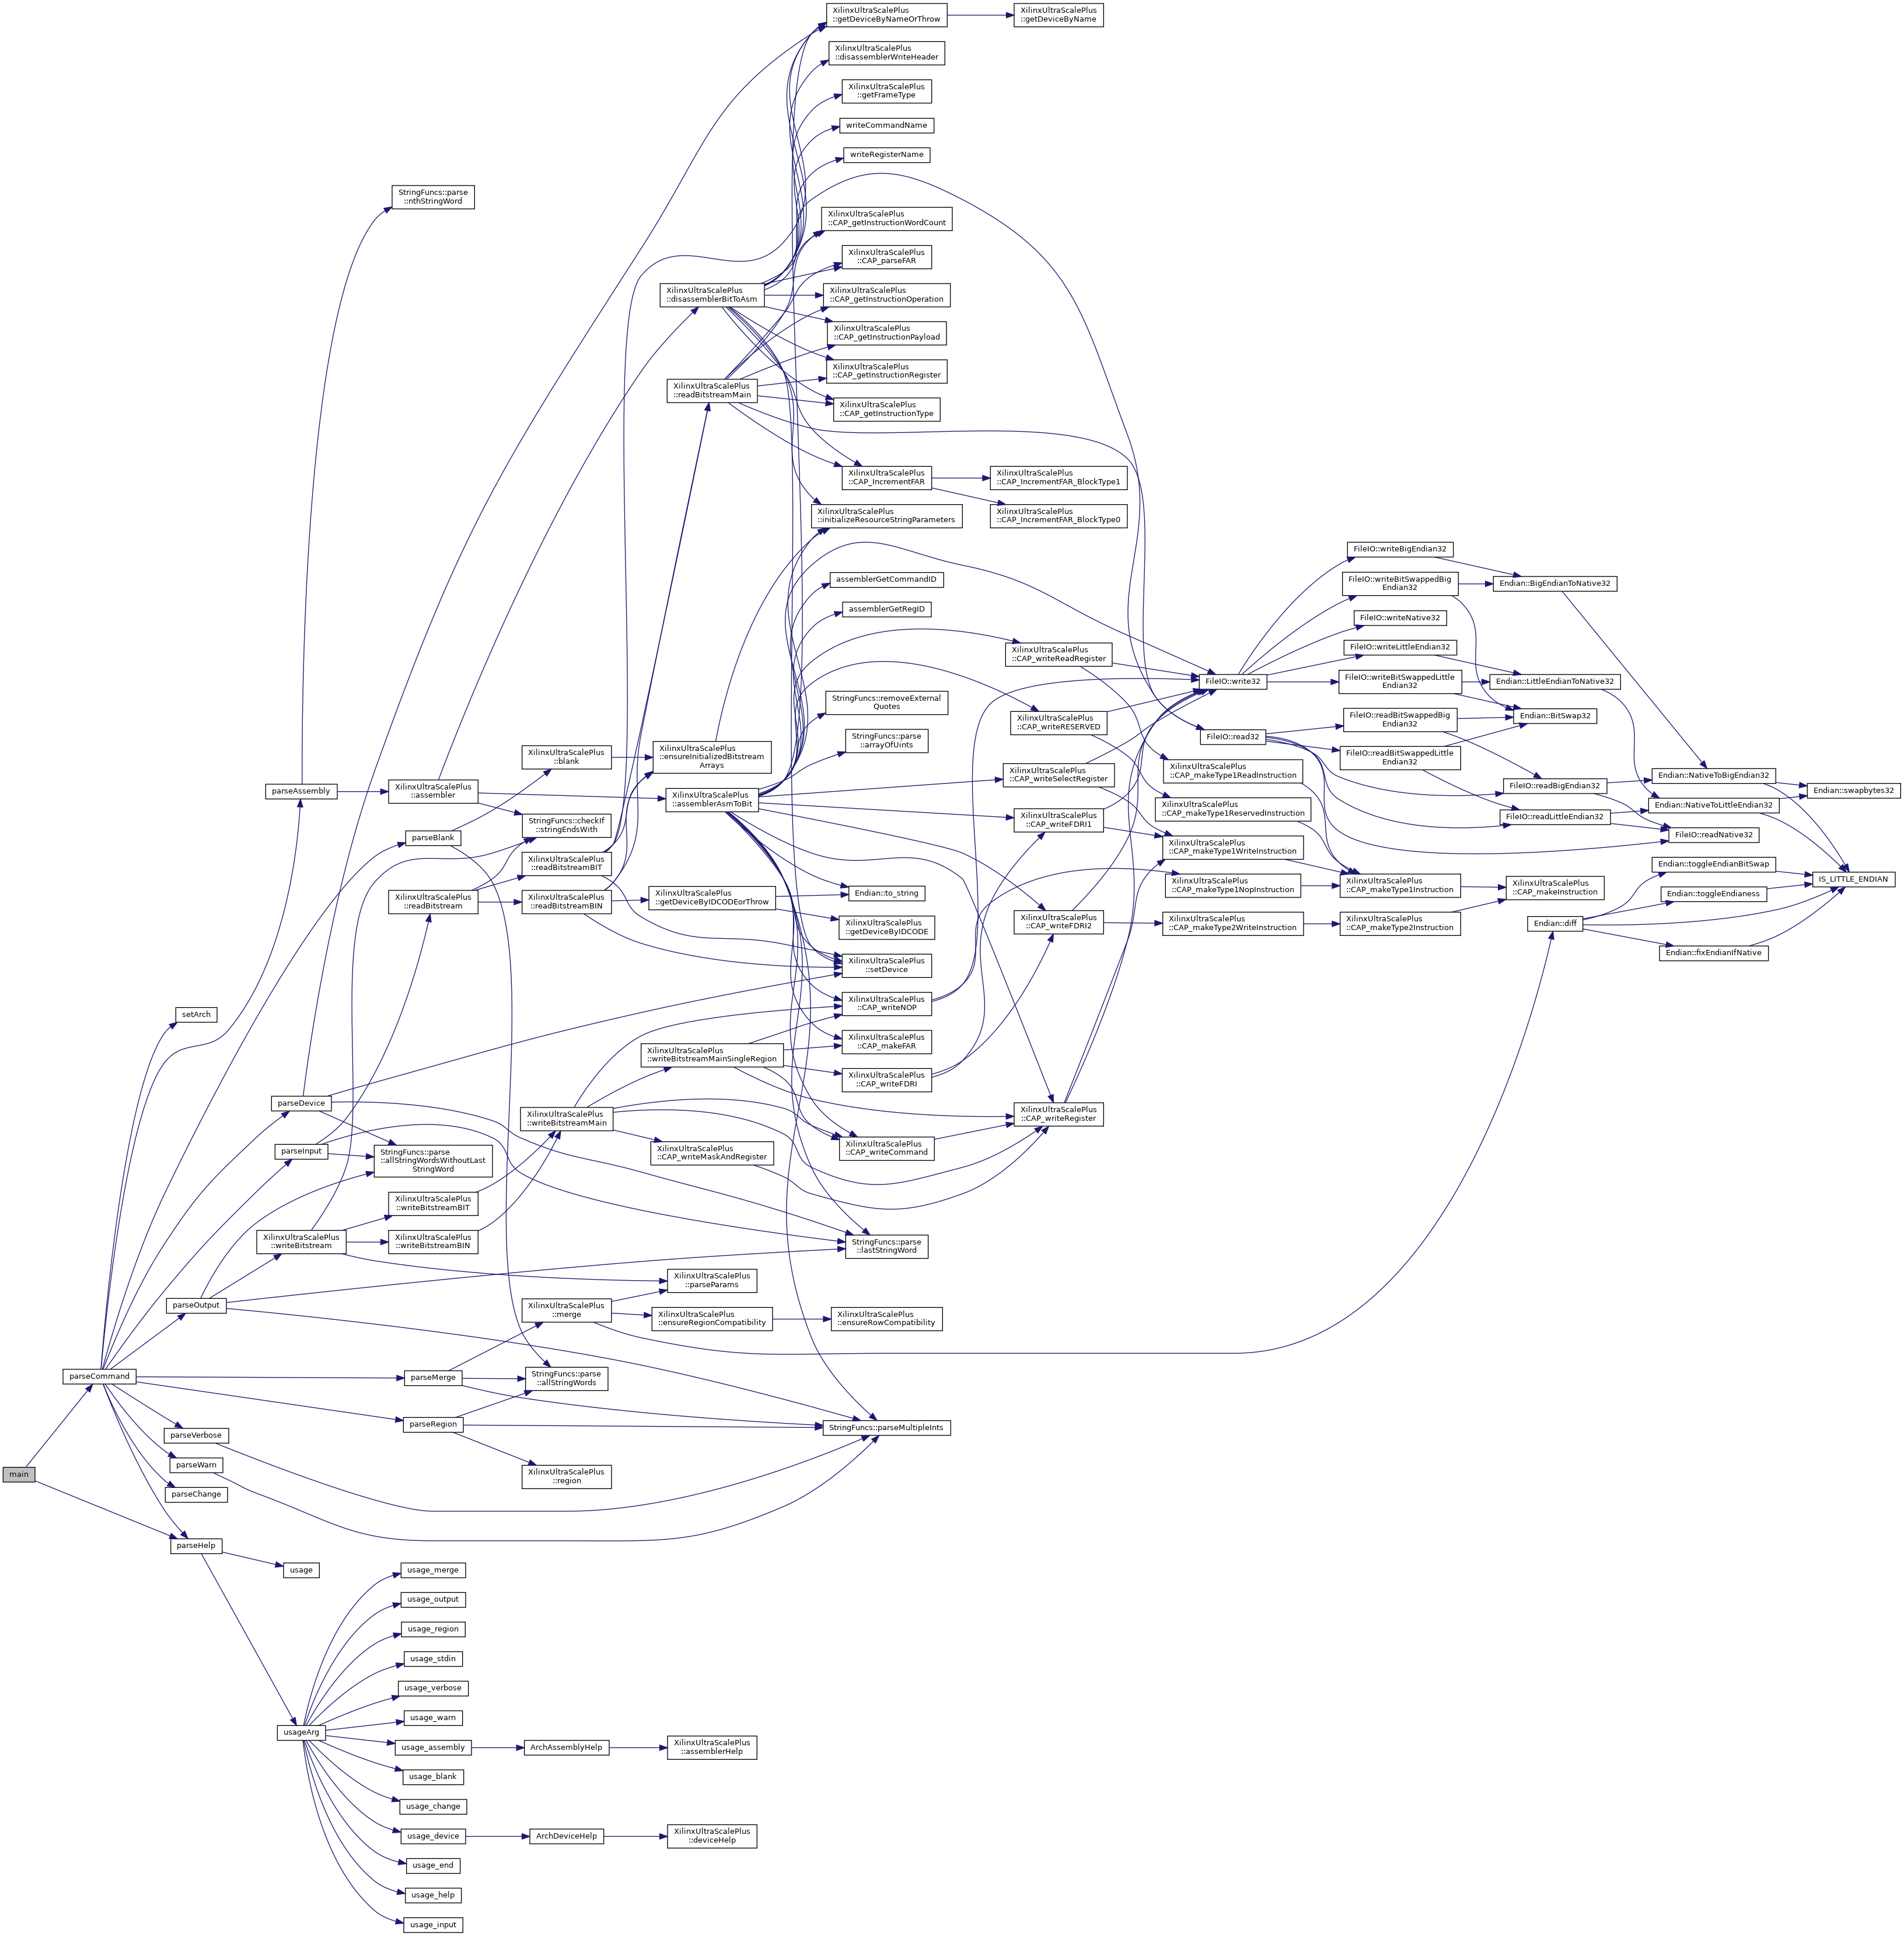 main
parseCommand
parseHelp
setArch
parseAssembly
parseBlank
parseDevice
parseInput
parseOutput
parseMerge
parseRegion
parseVerbose
parseWarn
parseChange
usage
usageArg
StringFuncs::parse
::nthStringWord
XilinxUltraScalePlus
::assembler
XilinxUltraScalePlus
::readBitstream
StringFuncs::parse
::allStringWordsWithoutLast
StringWord
XilinxUltraScalePlus
::writeBitstream
XilinxUltraScalePlus
::writeBitstreamBIT
XilinxUltraScalePlus
::writeBitstreamBIN
usage_merge
usage_output
usage_region
usage_stdin
usage_verbose
usage_warn
usage_assembly
usage_blank
usage_change
usage_device
usage_end
usage_help
usage_input
XilinxUltraScalePlus
::blank
StringFuncs::checkIf
::stringEndsWith
XilinxUltraScalePlus
::readBitstreamBIT
XilinxUltraScalePlus
::readBitstreamBIN
XilinxUltraScalePlus
::writeBitstreamMain
XilinxUltraScalePlus
::merge
StringFuncs::parse
::allStringWords
XilinxUltraScalePlus
::region
ArchAssemblyHelp
ArchDeviceHelp
XilinxUltraScalePlus
::disassemblerBitToAsm
XilinxUltraScalePlus
::readBitstreamMain
XilinxUltraScalePlus
::ensureInitializedBitstream
Arrays
XilinxUltraScalePlus
::assemblerAsmToBit
XilinxUltraScalePlus
::getDeviceByIDCODEorThrow
XilinxUltraScalePlus
::writeBitstreamMainSingleRegion
XilinxUltraScalePlus
::CAP_writeMaskAndRegister
XilinxUltraScalePlus
::parseParams
XilinxUltraScalePlus
::ensureRegionCompatibility
XilinxUltraScalePlus
::assemblerHelp
XilinxUltraScalePlus
::deviceHelp
XilinxUltraScalePlus
::getDeviceByNameOrThrow
XilinxUltraScalePlus
::disassemblerWriteHeader
XilinxUltraScalePlus
::getFrameType
writeCommandName
writeRegisterName
XilinxUltraScalePlus
::CAP_getInstructionWordCount
XilinxUltraScalePlus
::CAP_parseFAR
XilinxUltraScalePlus
::CAP_getInstructionOperation
XilinxUltraScalePlus
::CAP_getInstructionPayload
XilinxUltraScalePlus
::CAP_getInstructionRegister
XilinxUltraScalePlus
::CAP_getInstructionType
XilinxUltraScalePlus
::CAP_IncrementFAR
XilinxUltraScalePlus
::initializeResourceStringParameters
assemblerGetCommandID
assemblerGetRegID
StringFuncs::removeExternal
Quotes
StringFuncs::parse
::arrayOfUints
Endian::to_string
XilinxUltraScalePlus
::getDeviceByIDCODE
XilinxUltraScalePlus
::setDevice
XilinxUltraScalePlus
::CAP_writeNOP
XilinxUltraScalePlus
::CAP_makeFAR
XilinxUltraScalePlus
::CAP_writeFDRI
XilinxUltraScalePlus
::CAP_writeCommand
StringFuncs::parse
::lastStringWord
XilinxUltraScalePlus
::ensureRowCompatibility
StringFuncs::parseMultipleInts
XilinxUltraScalePlus
::getDeviceByName
XilinxUltraScalePlus
::CAP_IncrementFAR_BlockType1
XilinxUltraScalePlus
::CAP_IncrementFAR_BlockType0
XilinxUltraScalePlus
::CAP_writeReadRegister
XilinxUltraScalePlus
::CAP_writeRESERVED
XilinxUltraScalePlus
::CAP_writeSelectRegister
XilinxUltraScalePlus
::CAP_writeFDRI1
XilinxUltraScalePlus
::CAP_writeFDRI2
XilinxUltraScalePlus
::CAP_writeRegister
FileIO::write32
FileIO::read32
XilinxUltraScalePlus
::CAP_makeType1ReadInstruction
XilinxUltraScalePlus
::CAP_makeType1ReservedInstruction
XilinxUltraScalePlus
::CAP_makeType1WriteInstruction
XilinxUltraScalePlus
::CAP_makeType1NopInstruction
XilinxUltraScalePlus
::CAP_makeType2WriteInstruction
FileIO::writeBigEndian32
FileIO::writeBitSwappedBig
Endian32
FileIO::writeNative32
FileIO::writeLittleEndian32
FileIO::writeBitSwappedLittle
Endian32
FileIO::readBitSwappedBig
Endian32
FileIO::readBitSwappedLittle
Endian32
XilinxUltraScalePlus
::CAP_makeType1Instruction
XilinxUltraScalePlus
::CAP_makeType2Instruction
Endian::BigEndianToNative32
Endian::LittleEndianToNative32
Endian::BitSwap32
FileIO::readBigEndian32
FileIO::readLittleEndian32
XilinxUltraScalePlus
::CAP_makeInstruction
Endian::diff
Endian::NativeToBigEndian32
Endian::NativeToLittleEndian32
FileIO::readNative32
Endian::toggleEndianBitSwap
Endian::toggleEndianess
Endian::fixEndianIfNative
Endian::swapbytes32
IS_LITTLE_ENDIAN